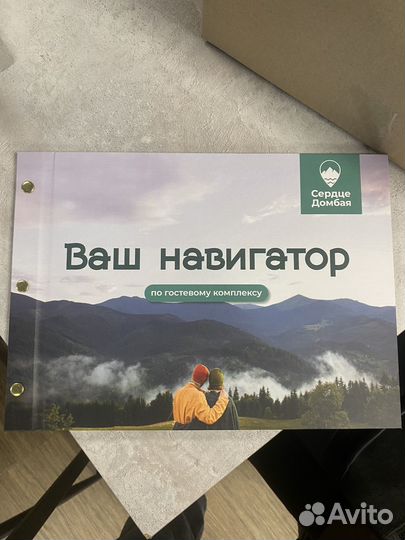 Сердце
Домбая
Ваш навигатор
по гостевому комплексу
Avito